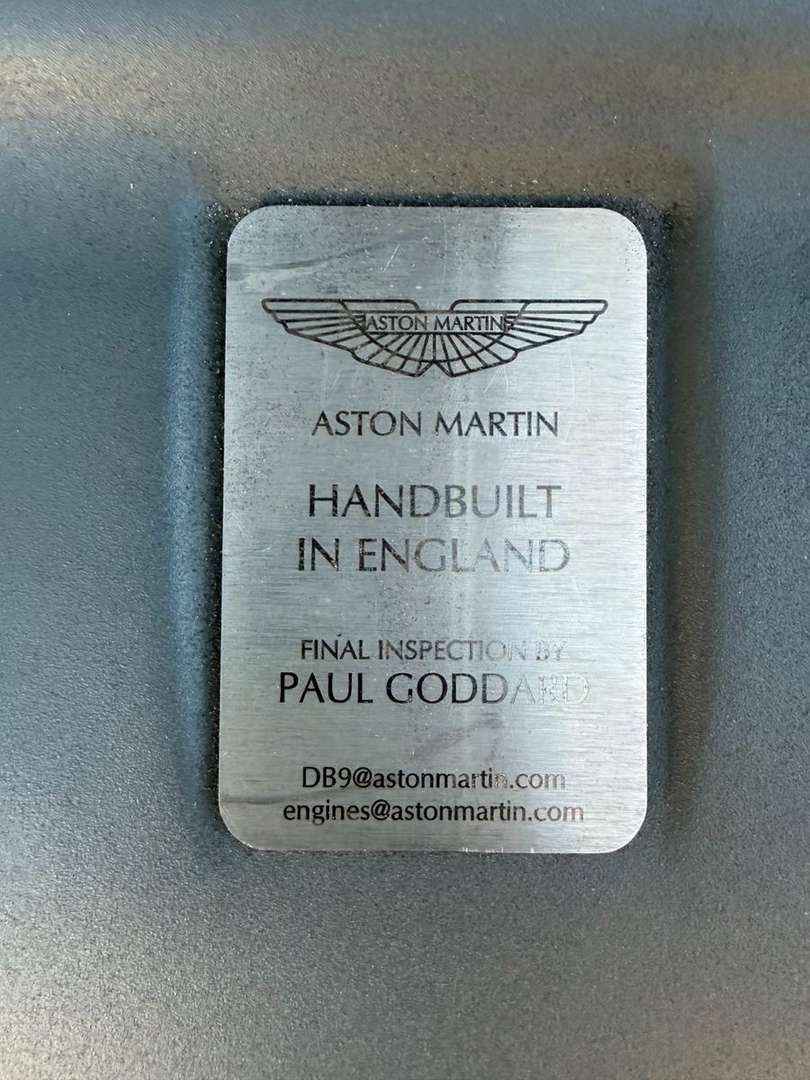 ASTON MARTIN
ASTON MARTIN
HANDBUILT
IN ENGLAND
FINAL INSPECTION BY
PAUL GODDARD
DB9@astonmartin.com
engines@astonmartin.com